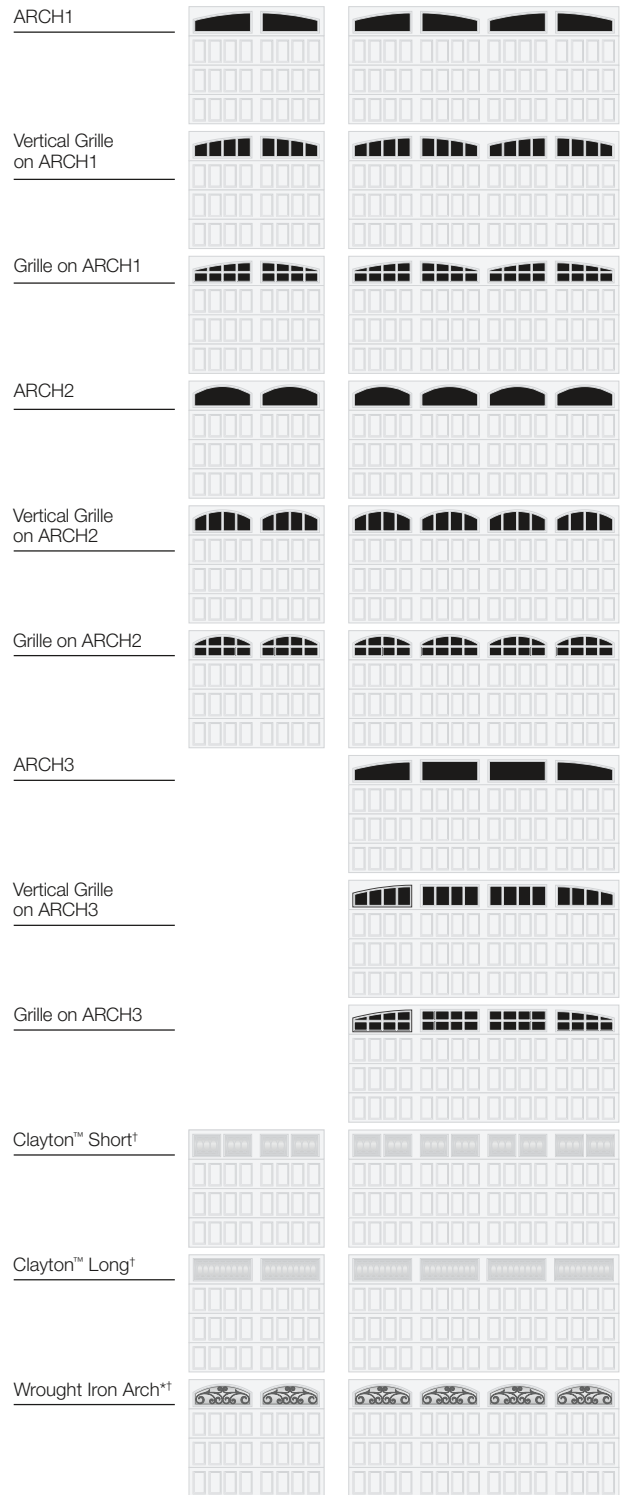 ARCH1
Vertical Grille
on ARCH1
Grille on ARCH1
ARCH2
Vertical Grille
on ARCH2
Grille on ARCH2
ARCH3
Vertical Grille
on ARCH3
Grille on ARCH3
Clayton™ Short†
Clayton™ Long†
Wrought Iron Arch*†